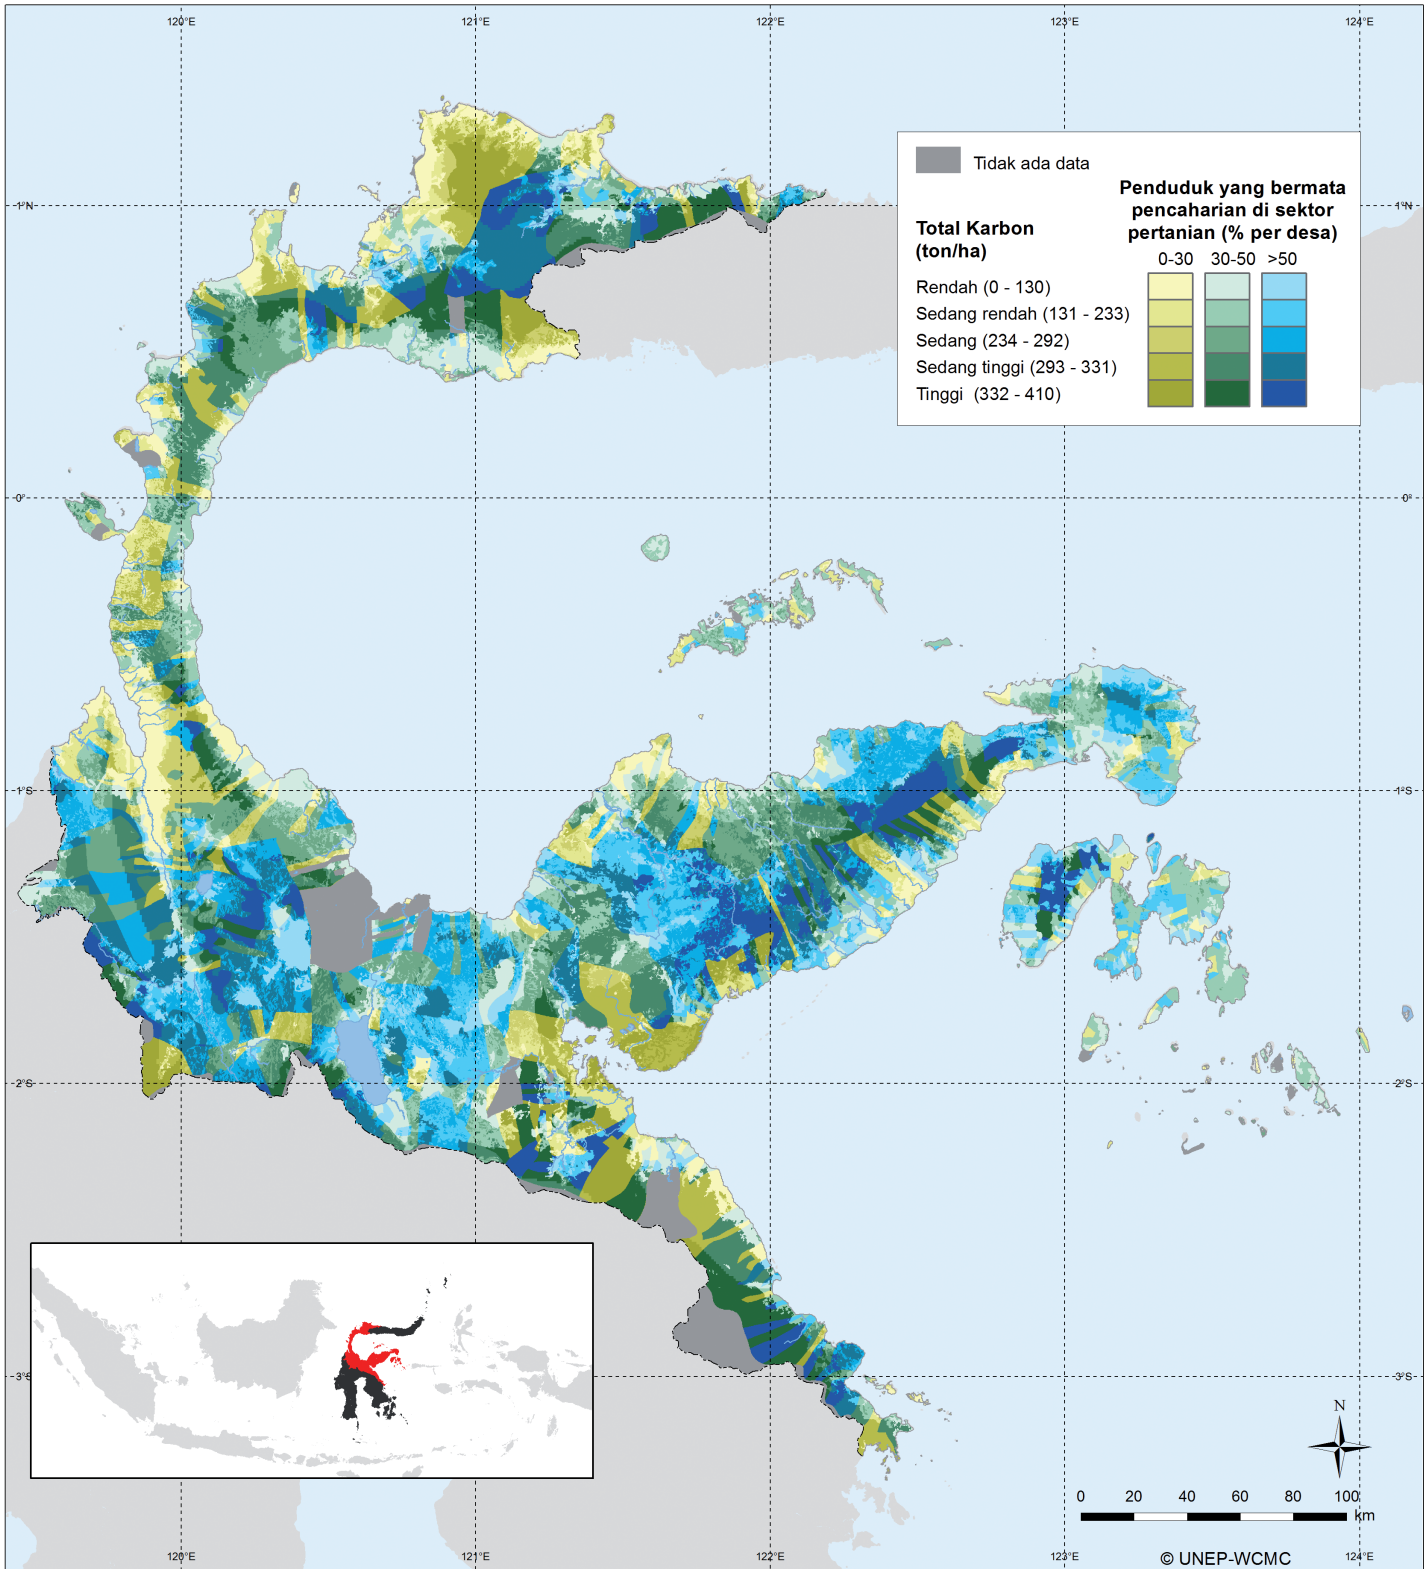 120°E
121°E
122°E
123°E
124°E
Tidak ada data
Penduduk yang bermata
pencaharian di sektor
pertanian (% per desa)
Total Karbon
(ton/ha)
0-30
30-50
>50
Rendah (0 - 130)
Sedang rendah (131 - 233)
Sedang (234 - 292)
Sedang tinggi (293 - 331)
Tinggi (332 - 410)
1°N
1°N
0°
0°
1°S
1°S
2°S
2°S
3°S
3°S
N
0
20
40
60
80
100
km
120°E
121°E
122°E
123°E
124°E
© UNEP-WCMC